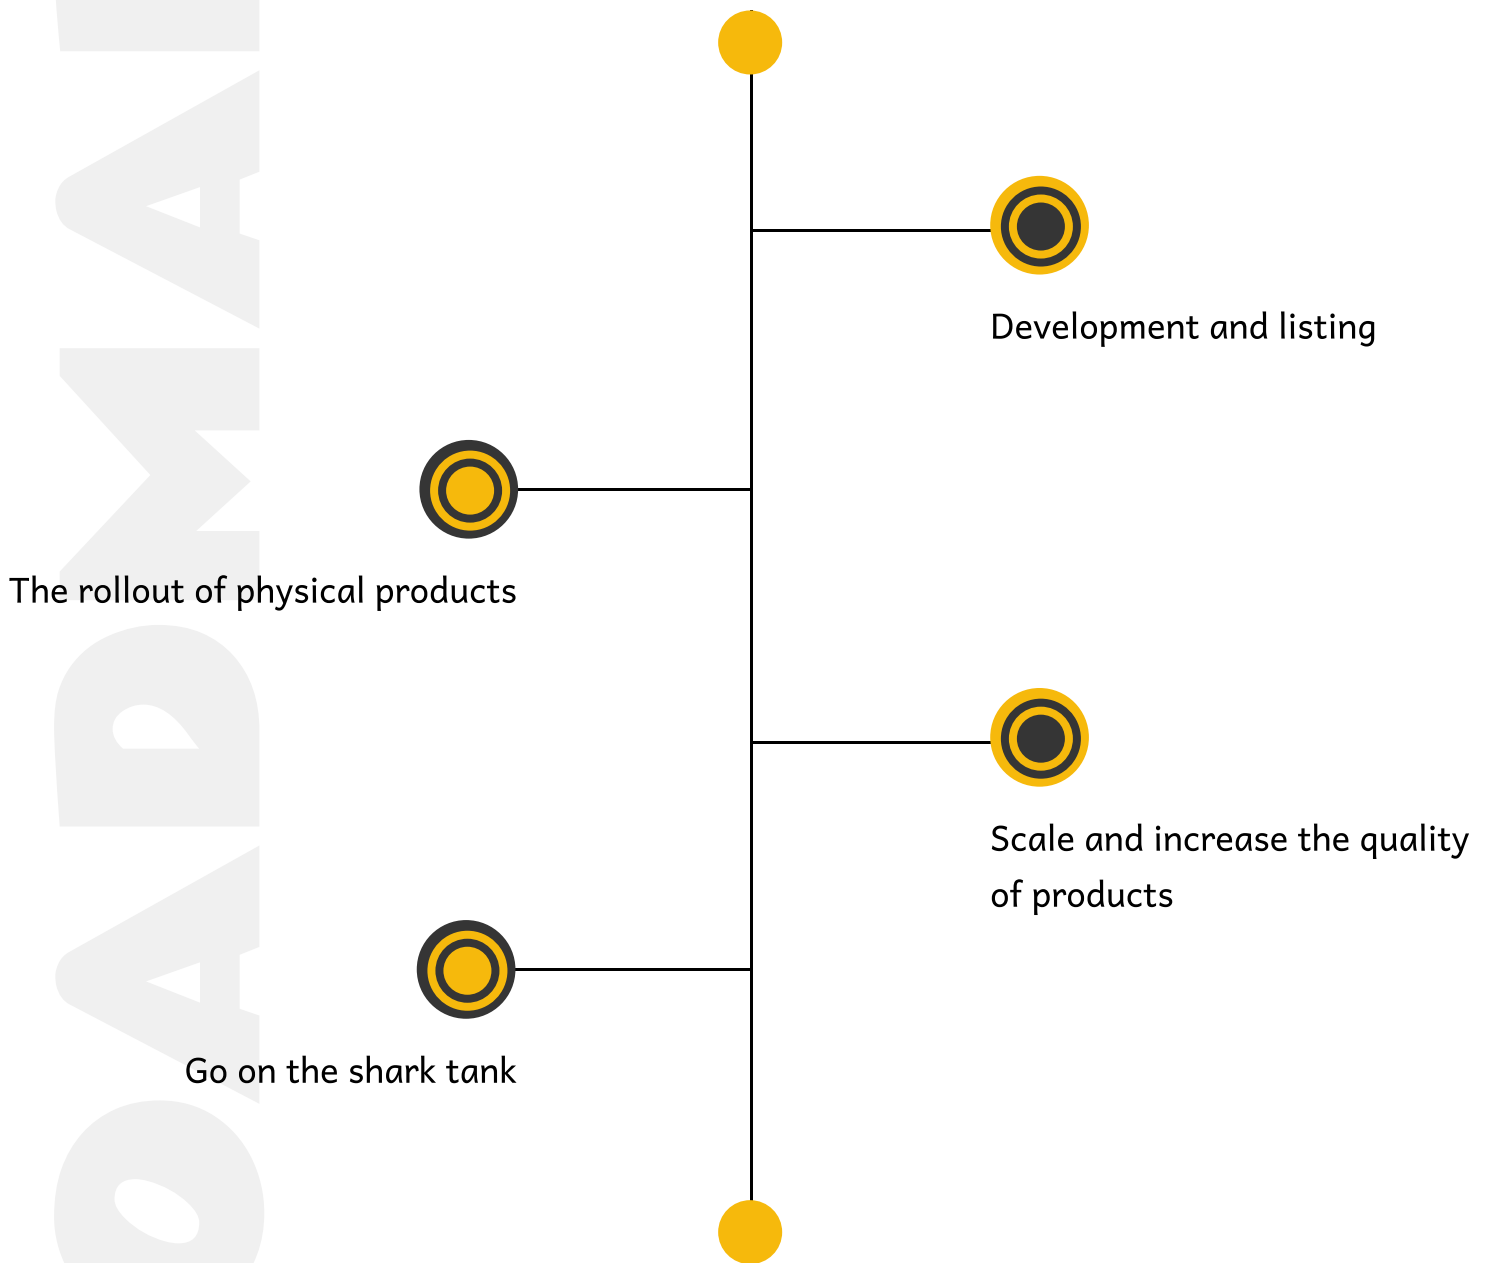 Development and listing
The rollout of physical products
Scale and increase the quality
of products
Go on the shark tank
OADMA